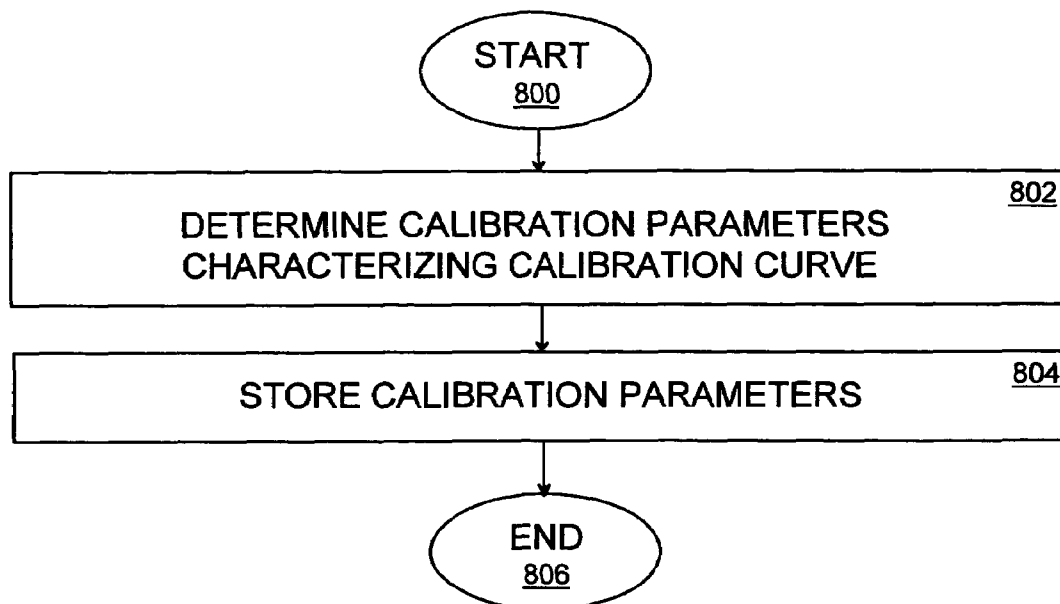 START
800
802
DETERMINE CALIBRATION PARAMETERS
CHARACTERIZING CALIBRATION CURVE
804
STORE CALIBRATION PARAMETERS
END
806